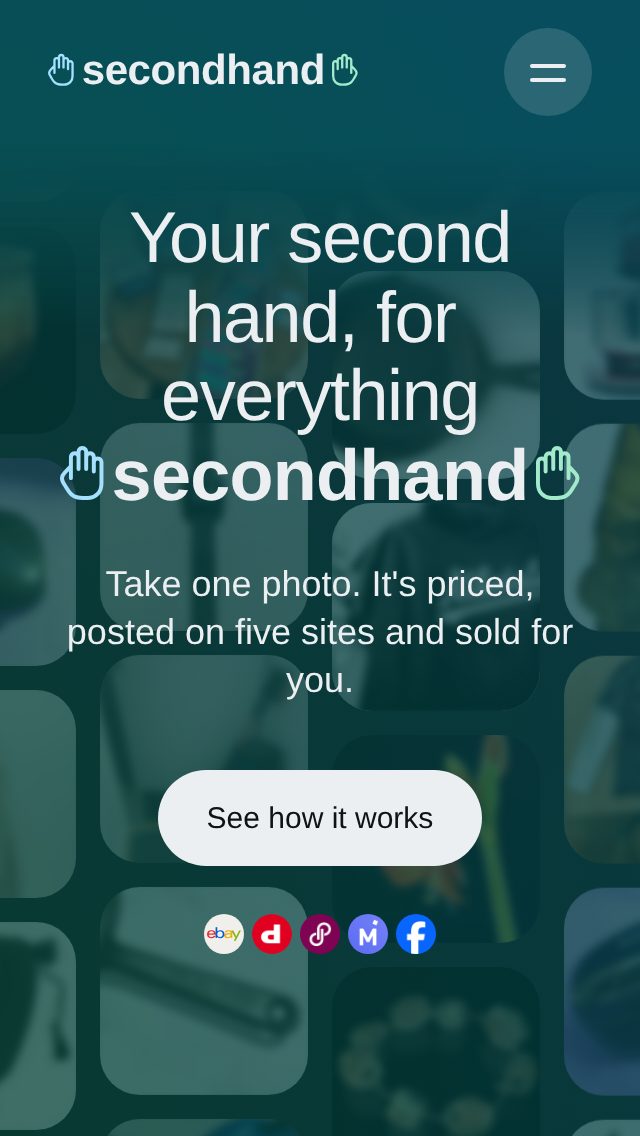 secondhand
Your second
hand, for
everything
secondhand
Take one photo. It's priced,
posted on five sites and sold for
you.
See how it works
ebay